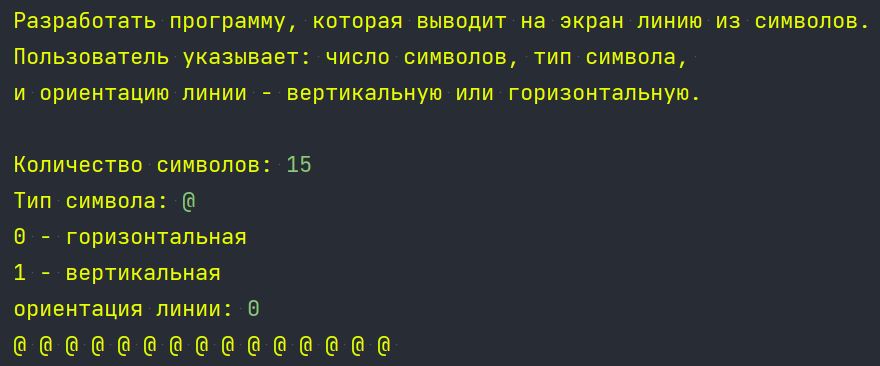 Разработать программу, которая выводит на экран линию из символов.
Пользователь указывает: число символов, тип символа,
и ориентацию линии - вертикальную или горизонтальную.
Количество символов: 15
Тип символа: @
0 - горизонтальная
1 - вертикальная
ориентация линии: 0
@ @ @ @ @ @ @ @ @ @ @ @ @ @ @